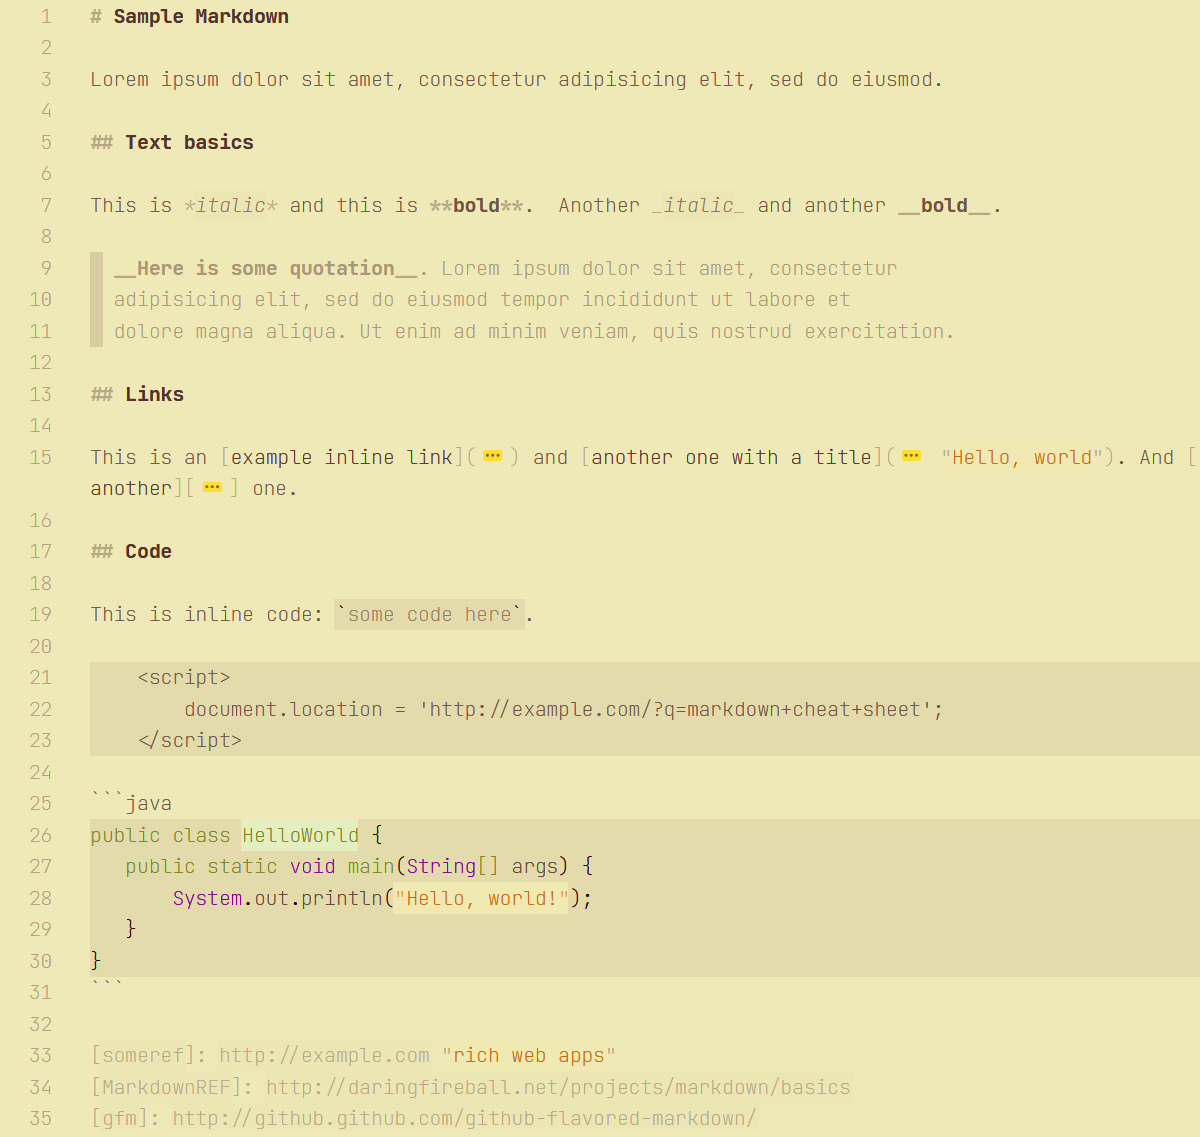 1 # Sample Markdown
2
3 Lorem ipsum dolor sit amet, consectetur adipisicing elit, sed do eiusmod.
4
5 ## Text basics
6
7 This is *italic* and this is **bold**.  Another _italic_ and another __bold__.
8
9 __Here is some quotation__. Lorem ipsum dolor sit amet, consectetur
10 adipisicing elit, sed do eiusmod tempor incididunt ut labore et
11 dolore magna aliqua. Ut enim ad minim veniam, quis nostrud exercitation.
12
13 ## Links
14
15 This is an [example inline link](…) and [another one with a title](… "Hello, world"). And [
another][…] one.
16
17 ## Code
18
19 This is inline code: `some code here`.
20
21     <script>
22         document.location = 'http://example.com/?q=markdown+cheat+sheet';
23     </script>
24
25 ```java
26 public class HelloWorld {
27    public static void main(String[] args) {
28        System.out.println("Hello, world!");
29    }
30 }
31 ```
32
33 [someref]: http://example.com "rich web apps"
34 [MarkdownREF]: http://daringfireball.net/projects/markdown/basics
35 [gfm]: http://github.github.com/github-flavored-markdown/